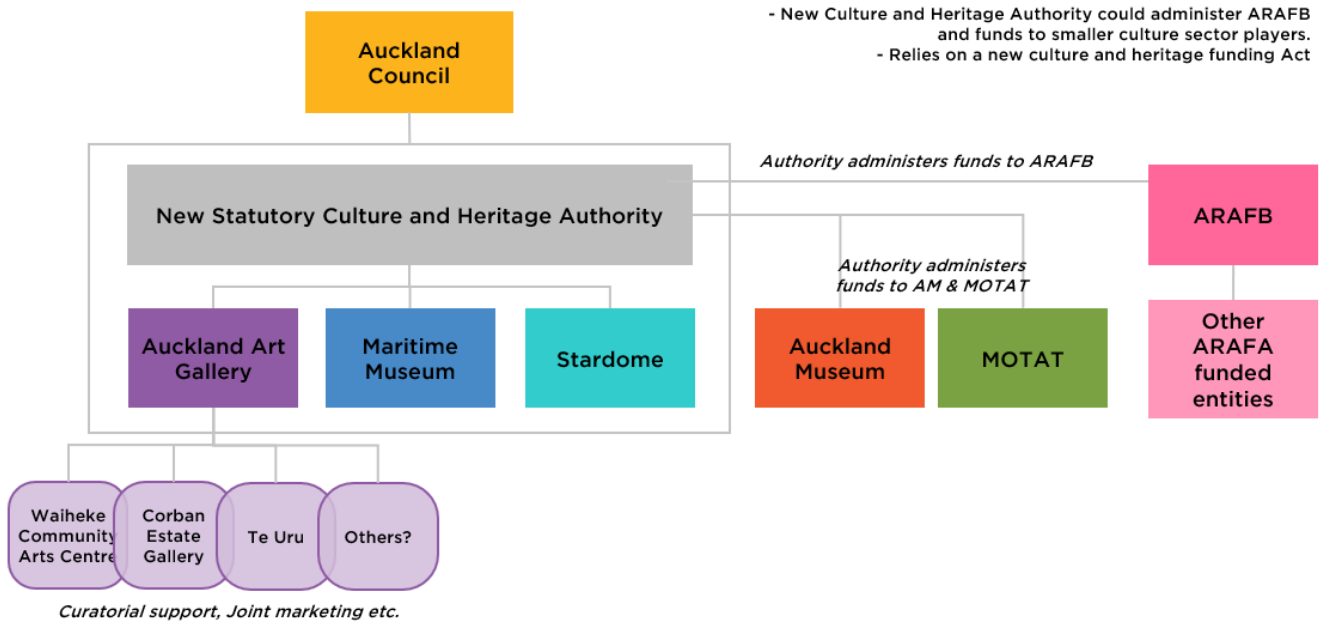 - New Culture and Heritage Authority could administer ARAFB
and funds to smaller culture sector players.
- Relies on a new culture and heritage funding Act
Auckland
Council
Authority administers funds to ARAFB
New Statutory Culture and Heritage Authority
ARAFB
Authority administers
funds to AM & MOTAT
Auckland Art
Gallery
Maritime
Museum
Stardome
Auckland
Museum
MOTAT
Other
ARAFA
funded
entities
Waiheke
Community
Arts Centre
Corban
Estate
Gallery
Te Uru
Others?
Curatorial support, Joint marketing etc.